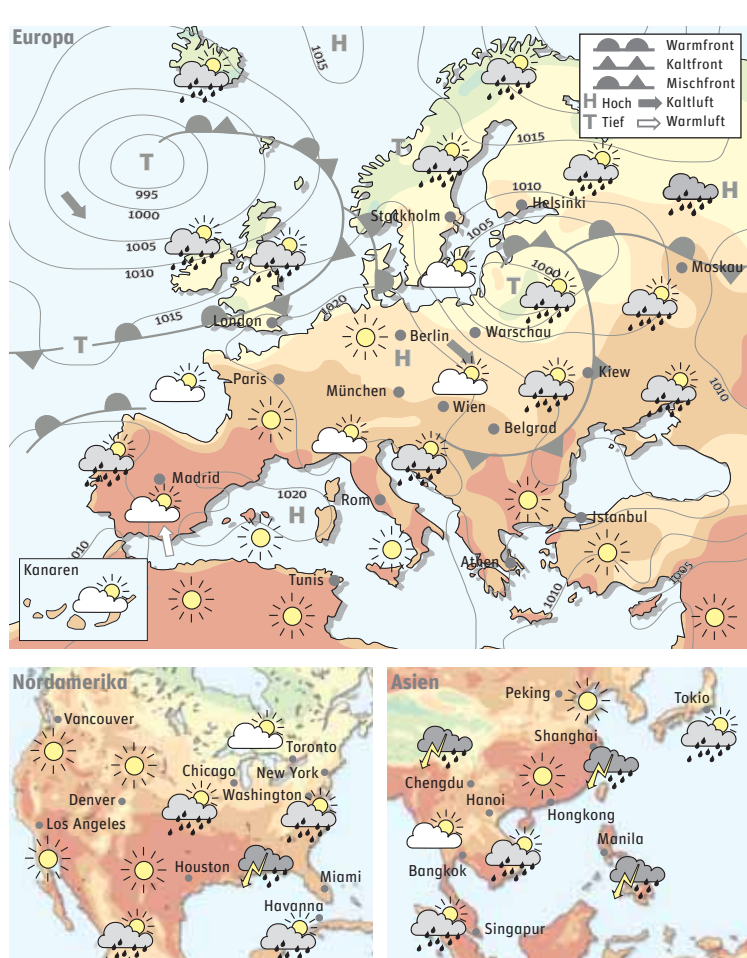 Europa
H
1015
Warmfront
Kaltfront
Mischfront
H Hoch Kaltluft
T Tief Warmluft
T
1015
T
995
1000
1005
1010
1010
Helsinki
H
Stockholm
1005
1000
Moskau
T
1020
1015
London
T
Berlin
Warschau
H
Kiew
Paris
München
1010
Wien
Belgrad
Madrid
1020
H
Rom
Istanbul
1010
Athen
Kanaren
Tunis
1005
1010
Nordamerika
Vancouver
Toronto
Chicago
New York
Denver
Washington
Los Angeles
Houston
Miami
Havanna
Asien
Peking
Tokio
Shanghai
Chengdu
Hanoi
Hongkong
Manila
Bangkok
Singapur